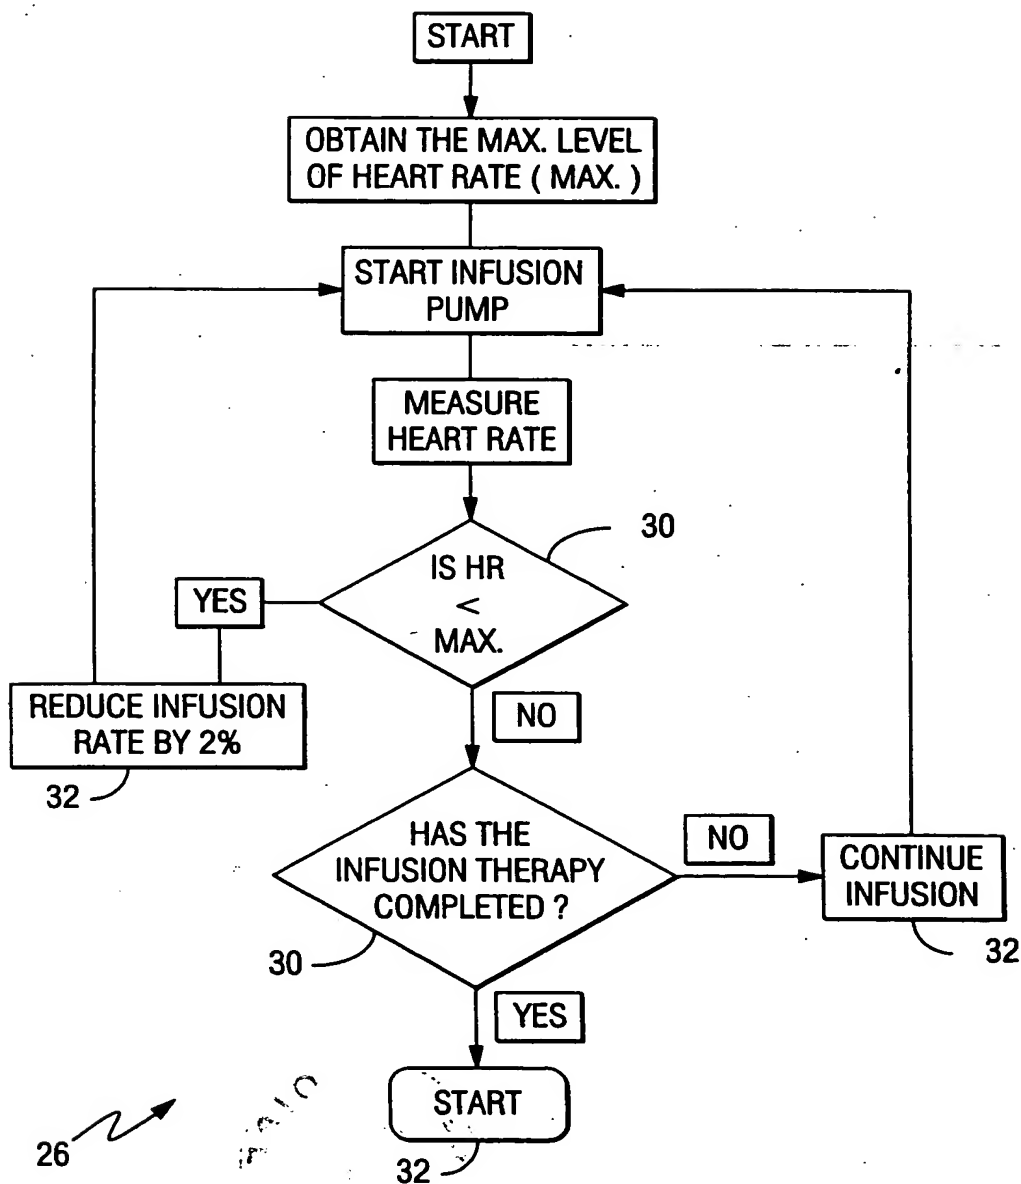 START
OBTAIN THE MAX. LEVEL
OF HEART RATE ( MAX. )
START INFUSION
PUMP
MEASURE
HEART RATE
30
IS HR
<
MAX.
YES
REDUCE INFUSION
RATE BY 2%
32
NO
HAS THE
INFUSION THERAPY
COMPLETED ?
30
NO
CONTINUE
INFUSION
32
YES
START
32
26